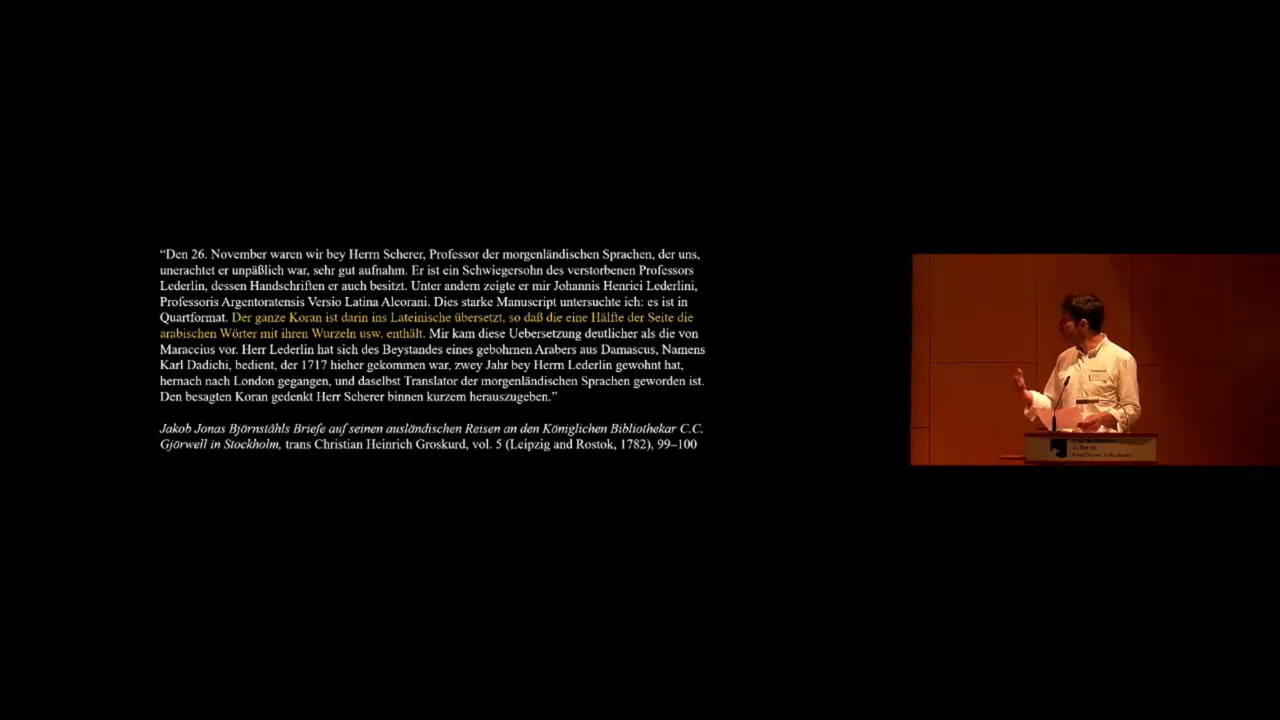 “Den 26. November waren wir bey Herrn Scherer, Professor der morgenländischen Sprachen, der uns,
unerachtet er unpäßlich war, sehr gut aufnahm. Er ist ein Schwiegersohn des verstorbenen Professors
Lederlin, dessen Handschriften er auch besitzt. Unter andern zeigte er mir Johannis Henrici Lederlini,
Professoris Argentoratensis Versio Latina Alcorani. Dies starke Manuscript untersuchte ich: es ist in
Quartformat. Der ganze Koran ist darin ins Lateinische übersetzt, so daß die eine Hälfte der Seite die
arabischen Wörter mit ihren Wurzeln usw. enthält. Mir kam diese Uebersetzung deutlicher als die von
Maraccius vor. Herr Lederlin hat sich des Beystandes eines gebohrnen Arabers aus Damascus, Namens
Karl Dadichi, bedient, der 1717 hieher gekommen war, zwey Jahr bey Herrn Lederlin gewohnt hat,
hernach nach London gegangen, und daselbst Translator der morgenländischen Sprachen geworden ist.
Den besagten Koran gedenkt Herr Scherer binnen kurzem herauszugeben.”
Jakob Jonas Björnståhls Briefe auf seinen ausländischen Reisen an den Königlichen Bibliothekar C.C.
Gjörwell in Stockholm, trans Christian Heinrich Groskurd, vol. 5 (Leipzig and Rostok, 1782), 99–100